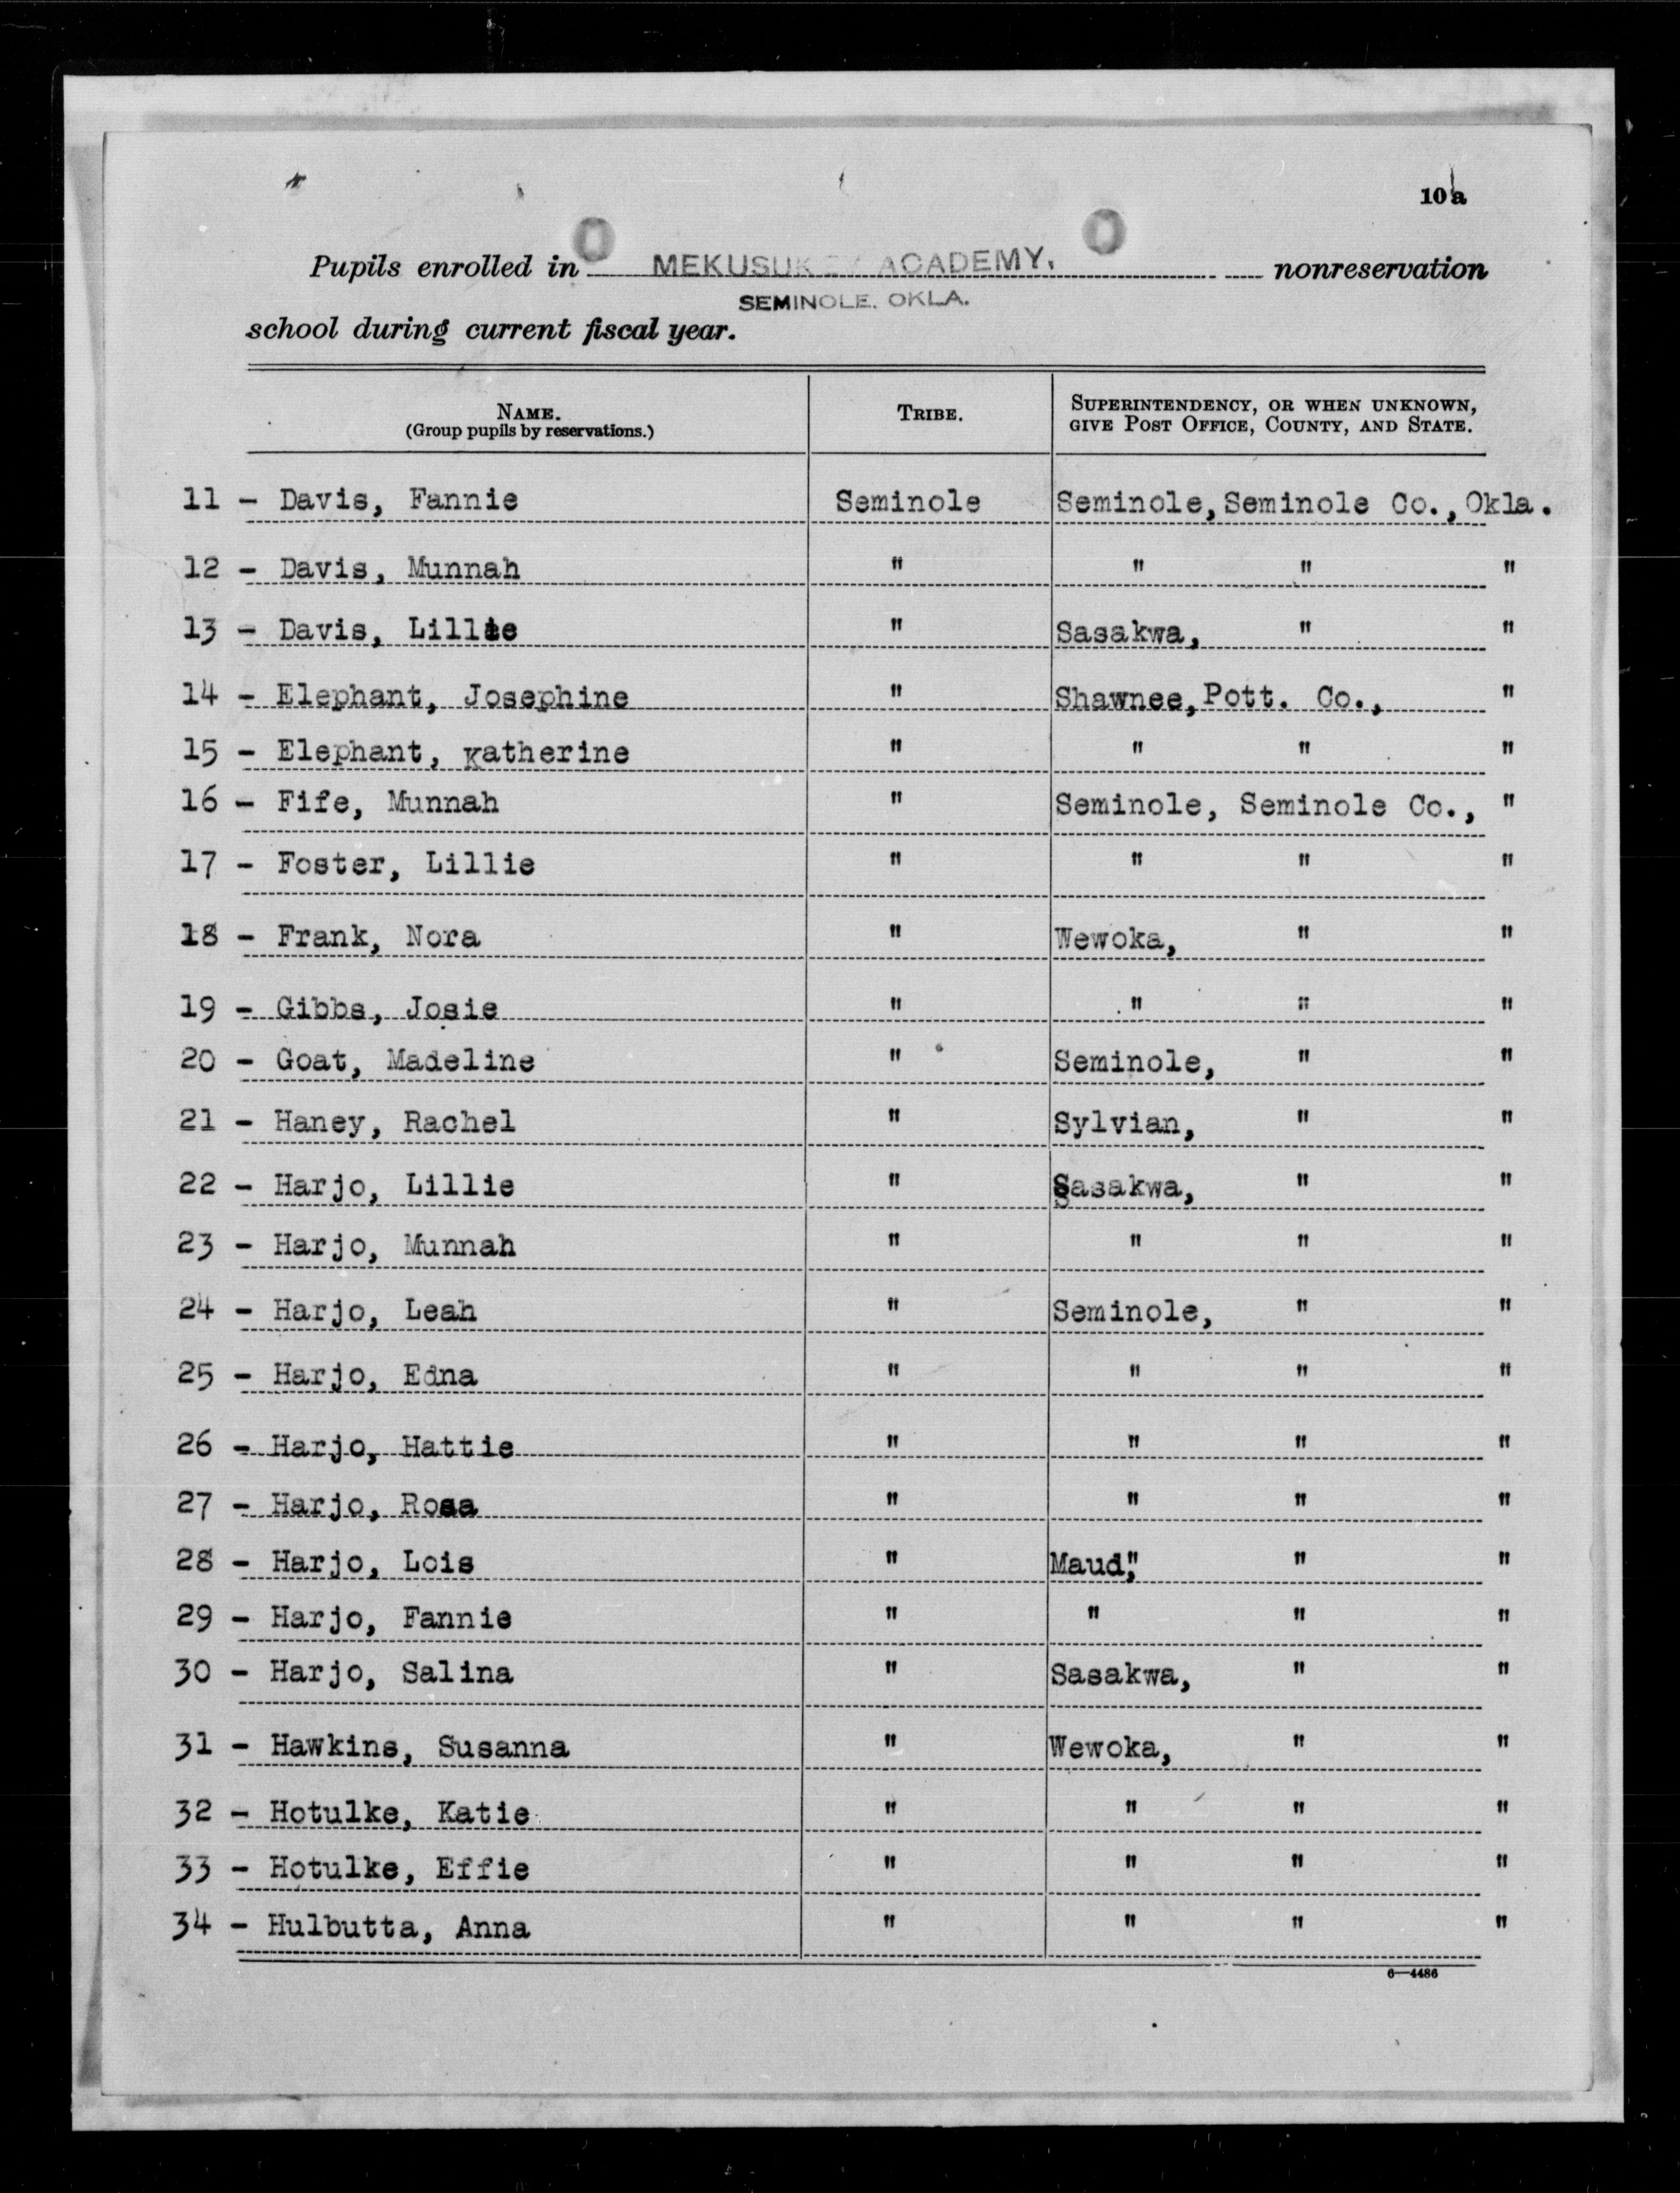 10 a
Pupils enrolled in MEKUSUKEY ACADEMY, nonreservation
SEMINOLE, OKLA.
school during current fiscal year.
NAME. (Group pupils by reservations.) TRIBE. SUPERINTENDENCY, OR WHEN UNKNOWN, GIVE POST OFFICE, COUNTY, AND STATE.
11 - Davis, Fannie Seminole Seminole, Seminole Co., Okla.
12 - Davis, Munnah " " " "
13 - Davis, Lillie " Sasakwa, " "
14 - Elephant, Josephine " Shawnee, Pott. Co., "
15 - Elephant, Katherine " " " "
16 - Fife, Munnah " Seminole, Seminole Co., "
17 - Foster, Lillie " " " "
18 - Frank, Nora " Wewoka, " "
19 - Gibbs, Josie " " " "
20 - Goat, Madeline " Seminole, " "
21 - Haney, Rachel " Sylvian, " "
22 - Harjo, Lillie " Sasakwa, " "
23 - Harjo, Munnah " " " "
24 - Harjo, Leah " Seminole, " "
25 - Harjo, Edna " " " "
26 - Harjo, Hattie " " " "
27 - Harjo, Rosa " " " "
28 - Harjo, Lois " Maud," " "
29 - Harjo, Fannie " " " "
30 - Harjo, Salina " Sasakwa, " "
31 - Hawkins, Susanna " Wewoka, " "
32 - Hotulke, Katie " " " "
33 - Hotulke, Effie " " " "
34 - Hulbutta, Anna " " " "
6-4486